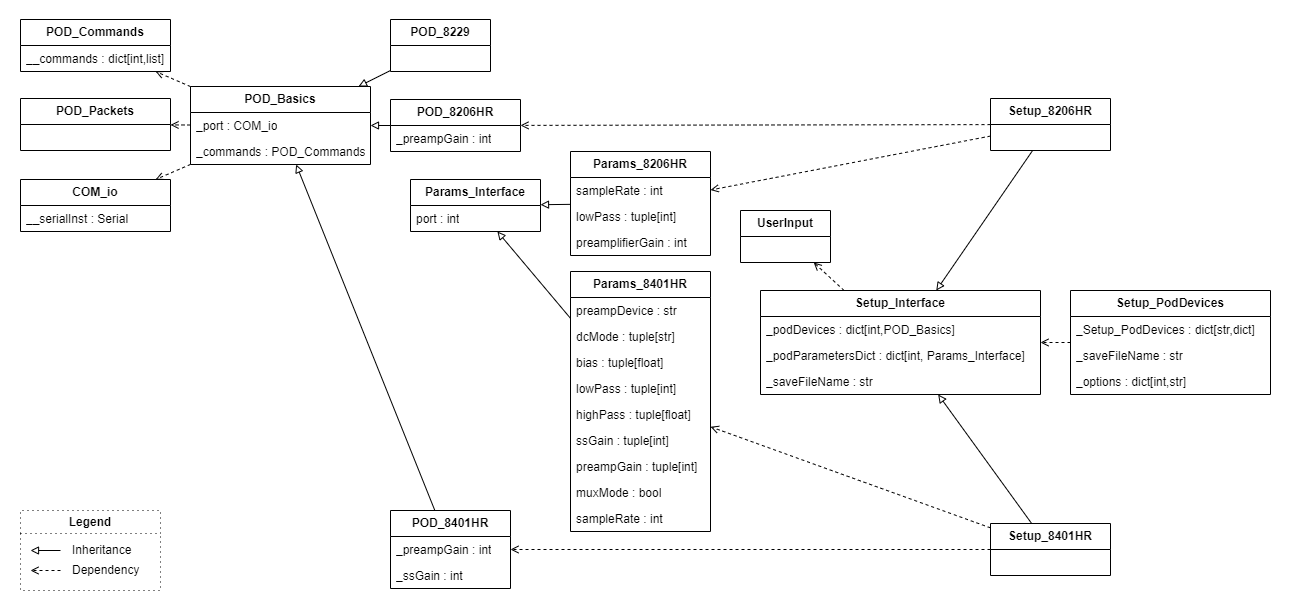 POD_Commands
__commands : dict[int,list]
POD_Packets
COM_io
__serialInst : Serial
POD_Basics
_port : COM_io
_commands : POD_Commands
POD_8229
POD_8206HR
_preampGain : int
Params_Interface
port : int
Params_8206HR
sampleRate : int
lowPass : tuple[int]
preamplifierGain : int
Params_8401HR
preampDevice : str
dcMode : tuple[str]
bias : tuple[float]
lowPass : tuple[int]
highPass : tuple[float]
ssGain : tuple[int]
preampGain : tuple[int]
muxMode : bool
sampleRate : int
UserInput
Setup_8206HR
Setup_Interface
_podDevices : dict[int,POD_Basics]
_podParametersDict : dict[int, Params_Interface]
_saveFileName : str
Setup_PodDevices
_Setup_PodDevices : dict[str,dict]
_saveFileName : str
_options : dict[int,str]
POD_8401HR
_preampGain : int
_ssGain : int
Setup_8401HR
Legend
Inheritance
Dependency